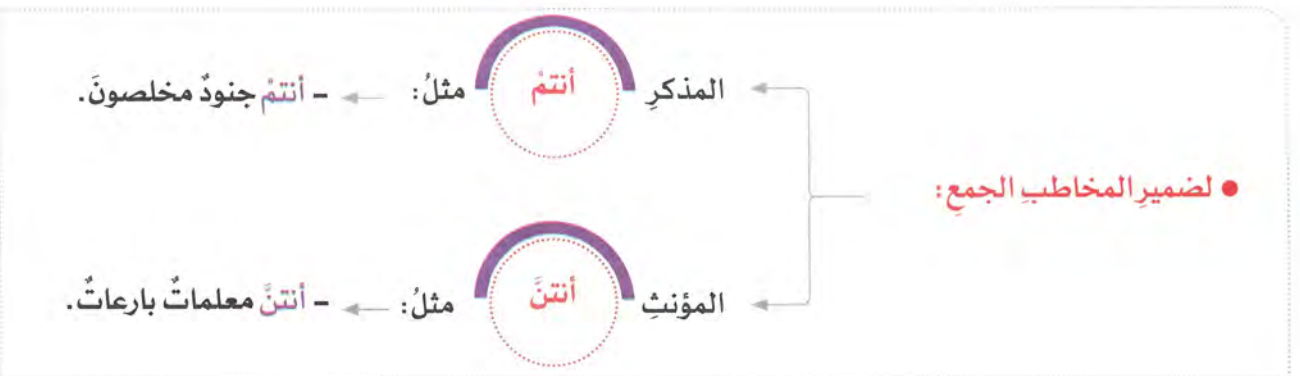 ● لضميرِ المخاطبِ الجمعِ:
المذكرِ أنتمْ مثلُ: – أنتمْ جنودٌ مخلصونَ.
المؤنثِ أنتنَّ مثلُ: – أنتنَّ معلماتٌ بارعاتٌ.